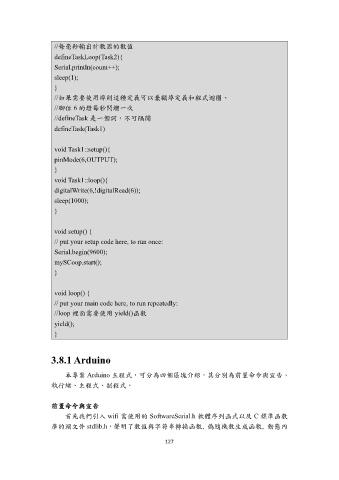 //每毫秒輸出計數器的數值
defineTaskLoop(Task2){
Serial.println(count++);
sleep(1);
}
//如果需要使用得到這種定義可以兼顧準定義和程式迴圈，
//腳位 6 的燈每秒閃爍一次
//defineTask 是一個詞，不可隔開
defineTask(Task1)
void Task1::setup(){
pinMode(6,OUTPUT);
}
void Task1::loop(){
digitalWrite(6,!digitalRead(6));
sleep(1000);
}
void setup() {
// put your setup code here, to run once:
Serial.begin(9600);
mySCoop.start();
}
void loop() {
// put your main code here, to run repeatedly:
//loop 裡面需要使用 yield()函數
yield();
}
3.8.1 Arduino
本專案 Arduino 主程式，可分為四個區塊介紹，其分別為前置命令與宣告、
執行緒、主程式、副程式。
前置命令與宣告
首先我們引入 wifi 需使用的 SoftwareSerial.h 軟體序列函式以及 C 標準函數
庫的頭文件 stdlib.h，聲明了數值與字符串轉換函數, 偽隨機數生成函數, 動態內
127